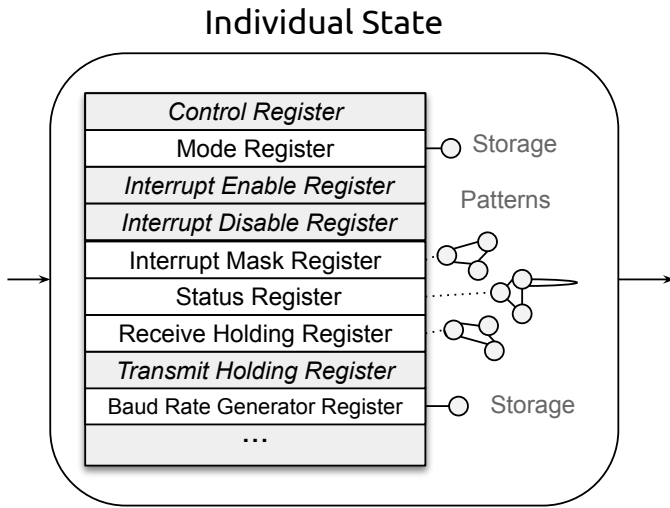 Individual State
Control Register
Mode Register
Storage
Interrupt Enable Register
Patterns
Interrupt Disable Register
Interrupt Mask Register
Status Register
Receive Holding Register
Transmit Holding Register
Baud Rate Generator Register
Storage
...